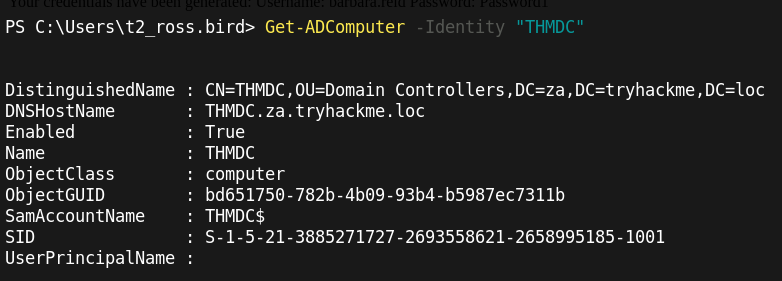 Your credentials have been generated: Username: barbara.reid Password: Password1
PS C:\Users\t2_ross.bird> Get-ADComputer -Identity "THMDC"
DistinguishedName : CN=THMDC,OU=Domain Controllers,DC=za,DC=tryhackme,DC=loc
DNSHostName       : THMDC.za.tryhackme.loc
Enabled           : True
Name              : THMDC
ObjectClass       : computer
ObjectGUID        : bd651750-782b-4b09-93b4-b5987ec7311b
SamAccountName    : THMDC$
SID               : S-1-5-21-3885271727-2693558621-2658995185-1001
UserPrincipalName :